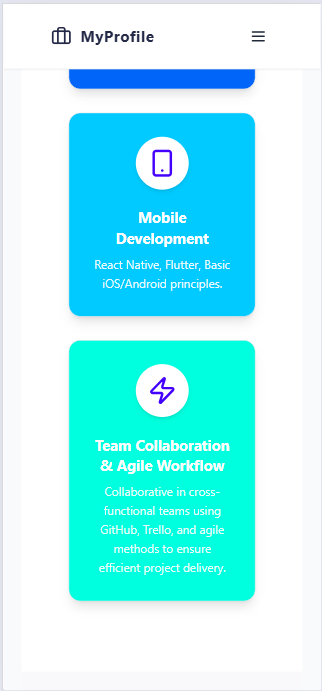 MyProfile
Mobile
Development
React Native, Flutter, Basic
iOS/Android principles.
Team Collaboration
& Agile Workflow
Collaborative in cross-
functional teams using
GitHub, Trello, and agile
methods to ensure
efficient project delivery.